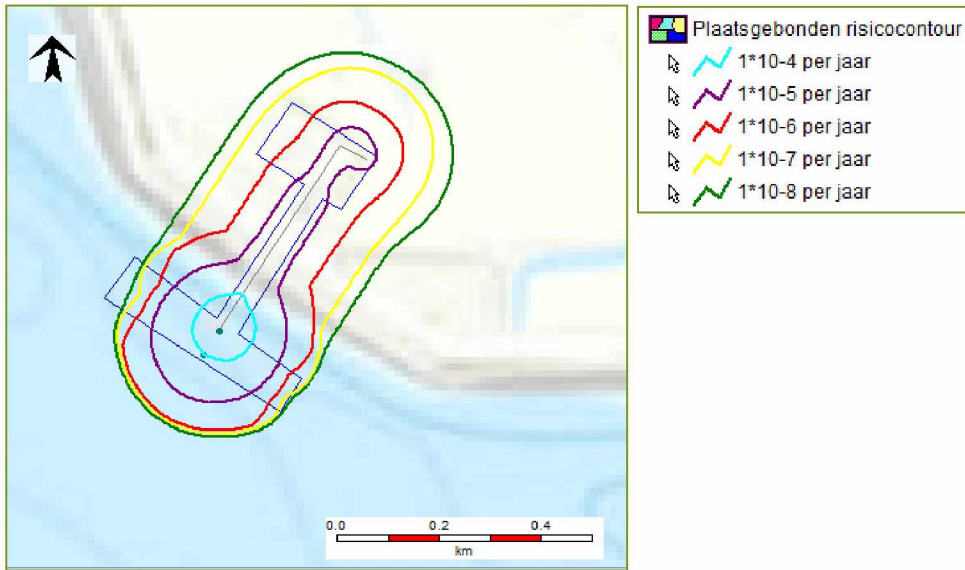 Plaatsgebonden risicocontour
1*10-4 per jaar
1*10-5 per jaar
1*10-6 per jaar
1*10-7 per jaar
1*10-8 per jaar
0.0 0.2 0.4
km